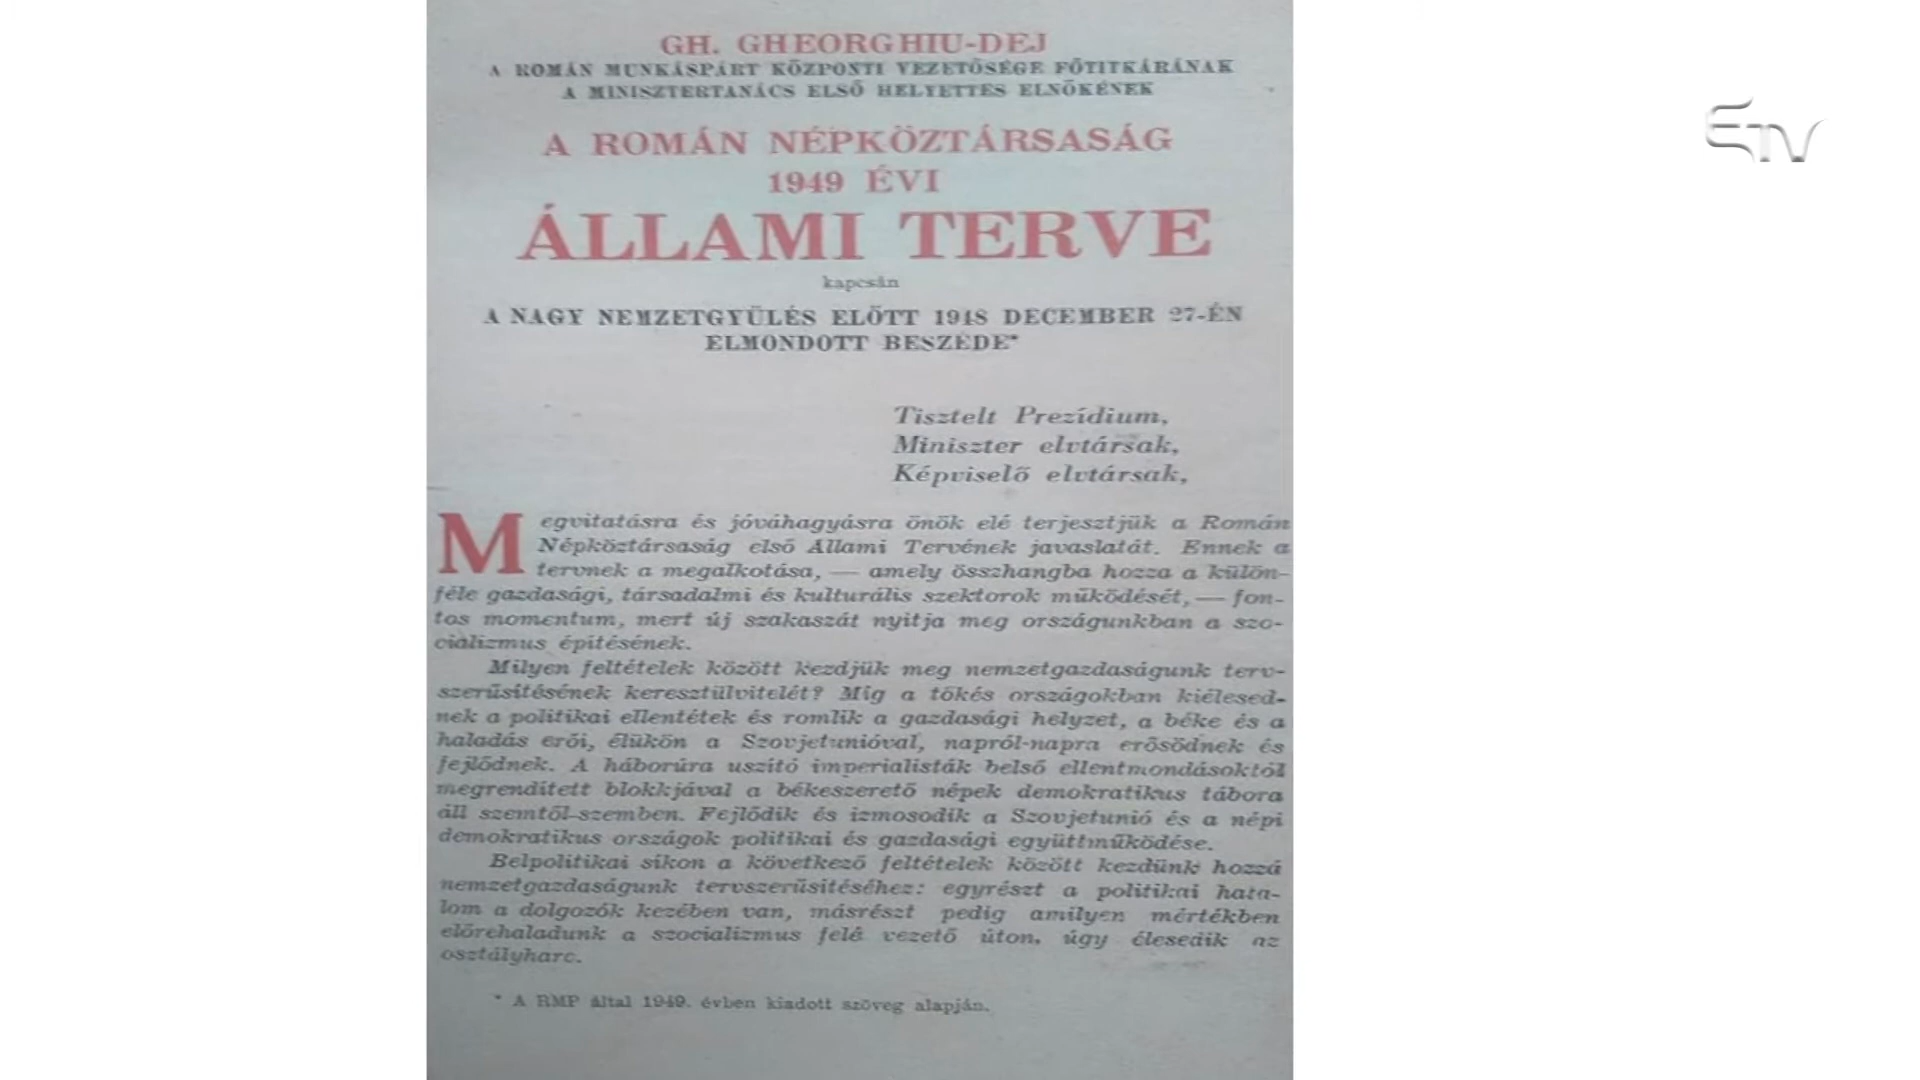 GH. GHEORGHIU-DEJ
A ROMÁN MUNKÁSPÁRT KÖZPONTI VEZETŐSÉGE FŐTITKÁRÁNAK
A MINISZTERTANÁCS ELSŐ HELYETTES ELNÖKÉNEK
A ROMÁN NÉPKÖZTÁRSASÁG
1949 ÉVI
ÁLLAMI TERVE
kapcsán
A NAGY NEMZETGYÜLÉS ELŐTT 1948 DECEMBER 27-ÉN
ELMONDOTT BESZÉDE*
Tisztelt Prezídium,
Miniszter elvtársak,
Képviselő elvtársak,
Megvitatásra és jóváhagyásra önök elé terjesztjük a Román
Népköztársaság első Állami Tervének javaslatát. Ennek a
tervnek a megalkotása, — amely összhangba hozza a külön-
féle gazdasági, társadalmi és kulturális szektorok működését, — fon-
tos momentum, mert új szakaszát nyitja meg országunkban a szo-
cializmus építésének.
Milyen feltételek között kezdjük meg nemzetgazdaságunk terv-
szerűsítésének keresztülvitelét? Míg a tőkés országokban kiélesed-
nek a politikai ellentétek és romlik a gazdasági helyzet, a béke és a
haladás erői, élükön a Szovjetunióval, napról-napra erősödnek és
fejlődnek. A háborúra uszító imperialisták belső ellentmondásoktól
megrendített blokkjával a békeszerető népek demokratikus tábora
áll szemtől-szemben. Fejlődik és izmosodik a Szovjetunió és a népi
demokratikus országok politikai és gazdasági együttműködése.
Belpolitikai síkon a következő feltételek között kezdünk hozzá
nemzetgazdaságunk tervszerűsítéséhez: egyrészt a politikai hata-
lom a dolgozók kezében van, másrészt pedig amilyen mértékben
előrehaladunk a szocializmus felé vezető úton, úgy élesedik az
osztályharc.
* A RMP által 1949. évben kiadott szöveg alapján.
ETV